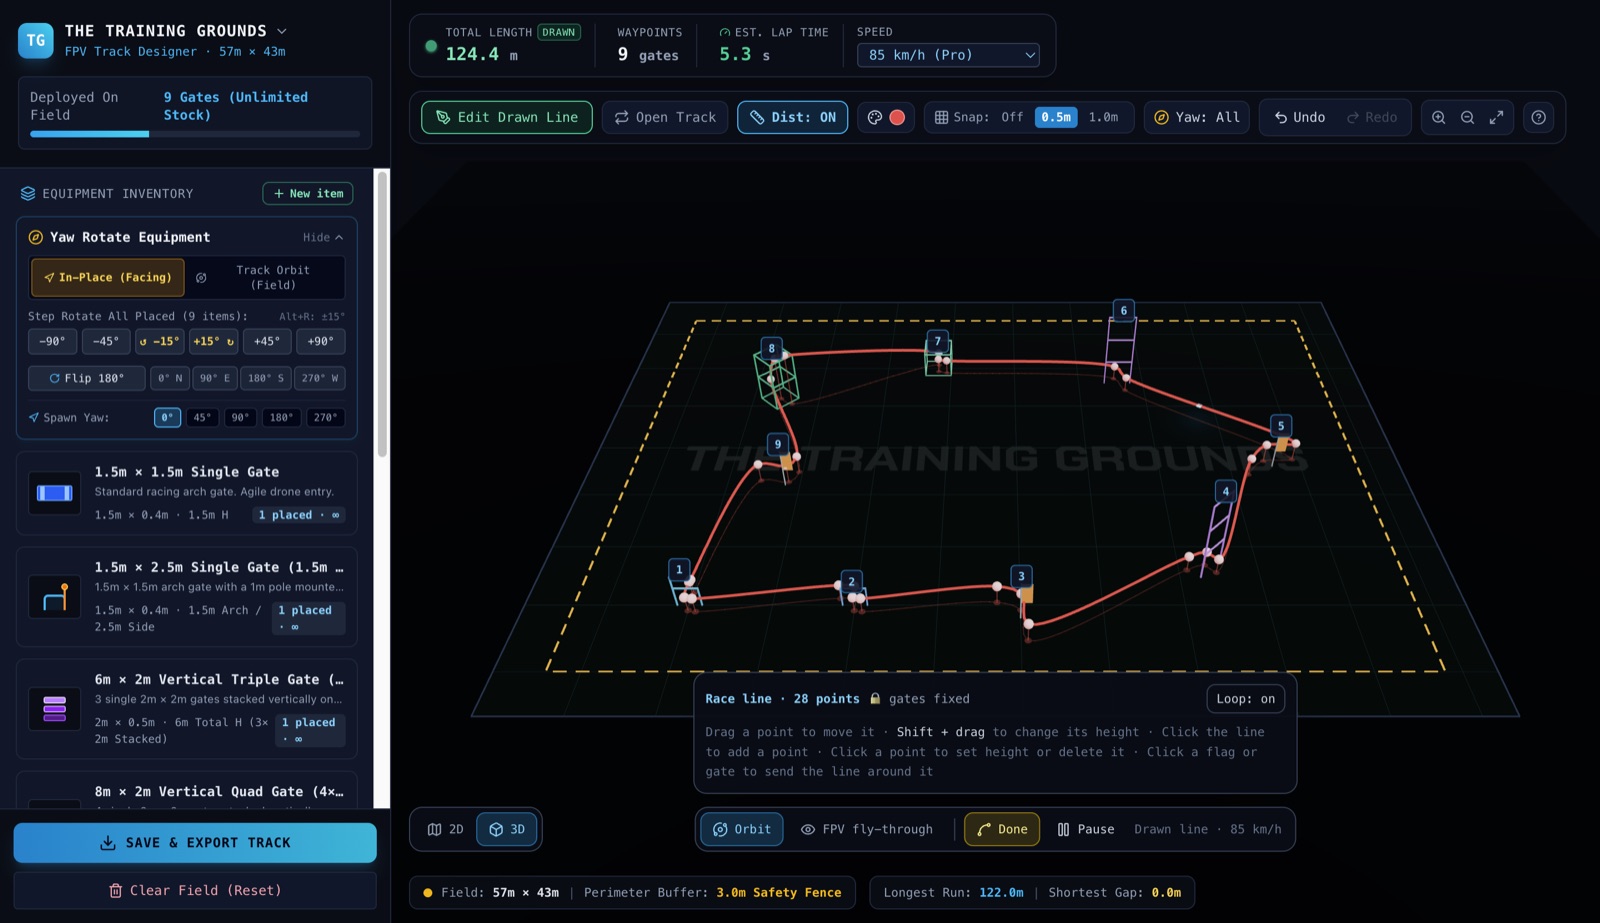 TG
THE TRAINING GROUNDS
FPV Track Designer · 57m × 43m
Deployed On Field
9 Gates (Unlimited Stock)
EQUIPMENT INVENTORY
+ New item
Yaw Rotate Equipment
Hide
In-Place (Facing)
Track Orbit (Field)
Step Rotate All Placed (9 items):
Alt+R: ±15°
−90°
−45°
↺ −15°
+15° ↻
+45°
+90°
Flip 180°
0° N
90° E
180° S
270° W
Spawn Yaw:
0°
45°
90°
180°
270°
1.5m × 1.5m Single Gate
Standard racing arch gate. Agile drone entry.
1.5m × 0.4m · 1.5m H
1 placed · ∞
1.5m × 2.5m Single Gate (1.5m …
1.5m × 1.5m arch gate with a 1m pole mounte…
1.5m × 0.4m · 1.5m Arch / 2.5m Side
1 placed · ∞
6m × 2m Vertical Triple Gate (…
3 single 2m × 2m gates stacked vertically on…
2m × 0.5m · 6m Total H (3× 2m Stacked)
1 placed · ∞
8m × 2m Vertical Quad Gate (4×…
SAVE & EXPORT TRACK
Clear Field (Reset)
TOTAL LENGTH DRAWN
124.4 m
WAYPOINTS
9 gates
EST. LAP TIME
5.3 s
SPEED
85 km/h (Pro)
Edit Drawn Line
Open Track
Dist: ON
Snap: Off 0.5m 1.0m
Yaw: All
Undo
Redo
6
7
8
5
9
THE TRAINING GROUNDS
4
1
2
3
Race line · 28 points 🔒 gates fixed
Loop: on
Drag a point to move it · Shift + drag to change its height · Click the line
to add a point · Click a point to set height or delete it · Click a flag or
gate to send the line around it
2D
3D
Orbit
FPV fly-through
Done
Pause
Drawn line · 85 km/h
Field: 57m × 43m | Perimeter Buffer: 3.0m Safety Fence
Longest Run: 122.0m | Shortest Gap: 0.0m